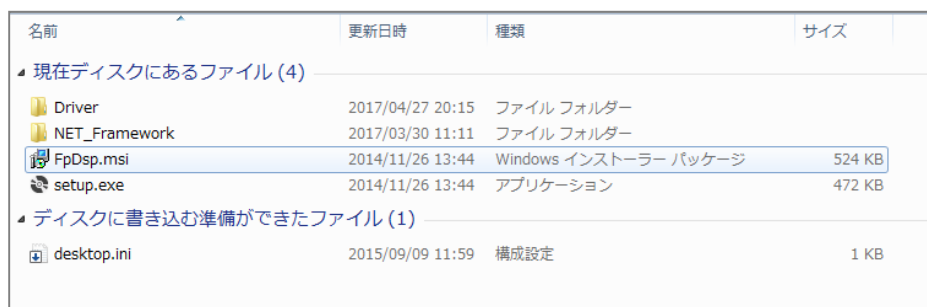 名前 更新日時 種類 サイズ
現在ディスクにあるファイル (4)
Driver 2017/04/27 20:15 ファイル フォルダー
NET_Framework 2017/03/30 11:11 ファイル フォルダー
FpDsp.msi 2014/11/26 13:44 Windows インストーラー パッケージ 524 KB
setup.exe 2014/11/26 13:44 アプリケーション 472 KB
ディスクに書き込む準備ができたファイル (1)
desktop.ini 2015/09/09 11:59 構成設定 1 KB